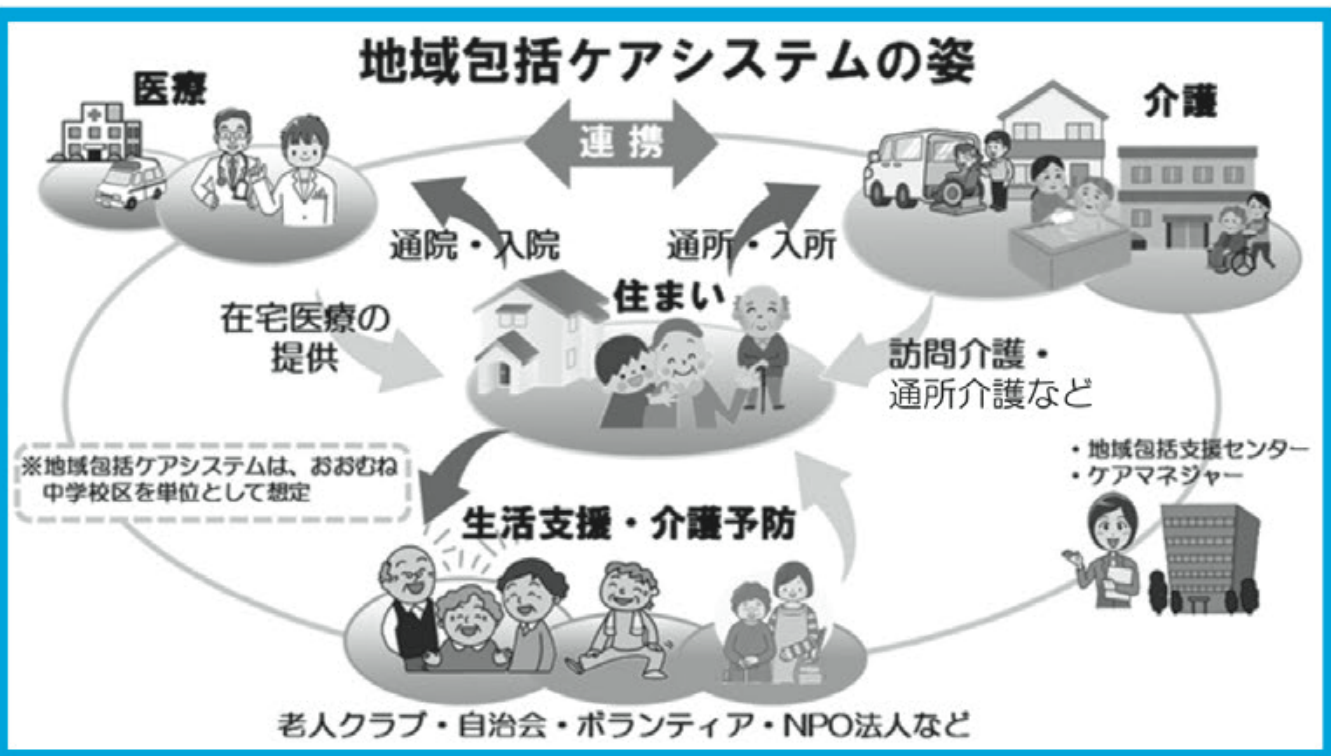 地域包括ケアシステムの姿
医療
介護
連携
通院・入院
通所・入所
住まい
在宅医療の
提供
訪問介護・
通所介護など
・地域包括支援センター
・ケアマネジャー
※地域包括ケアシステムは、おおむね
中学校区を単位として想定
生活支援・介護予防
老人クラブ・自治会・ボランティア・NPO法人など